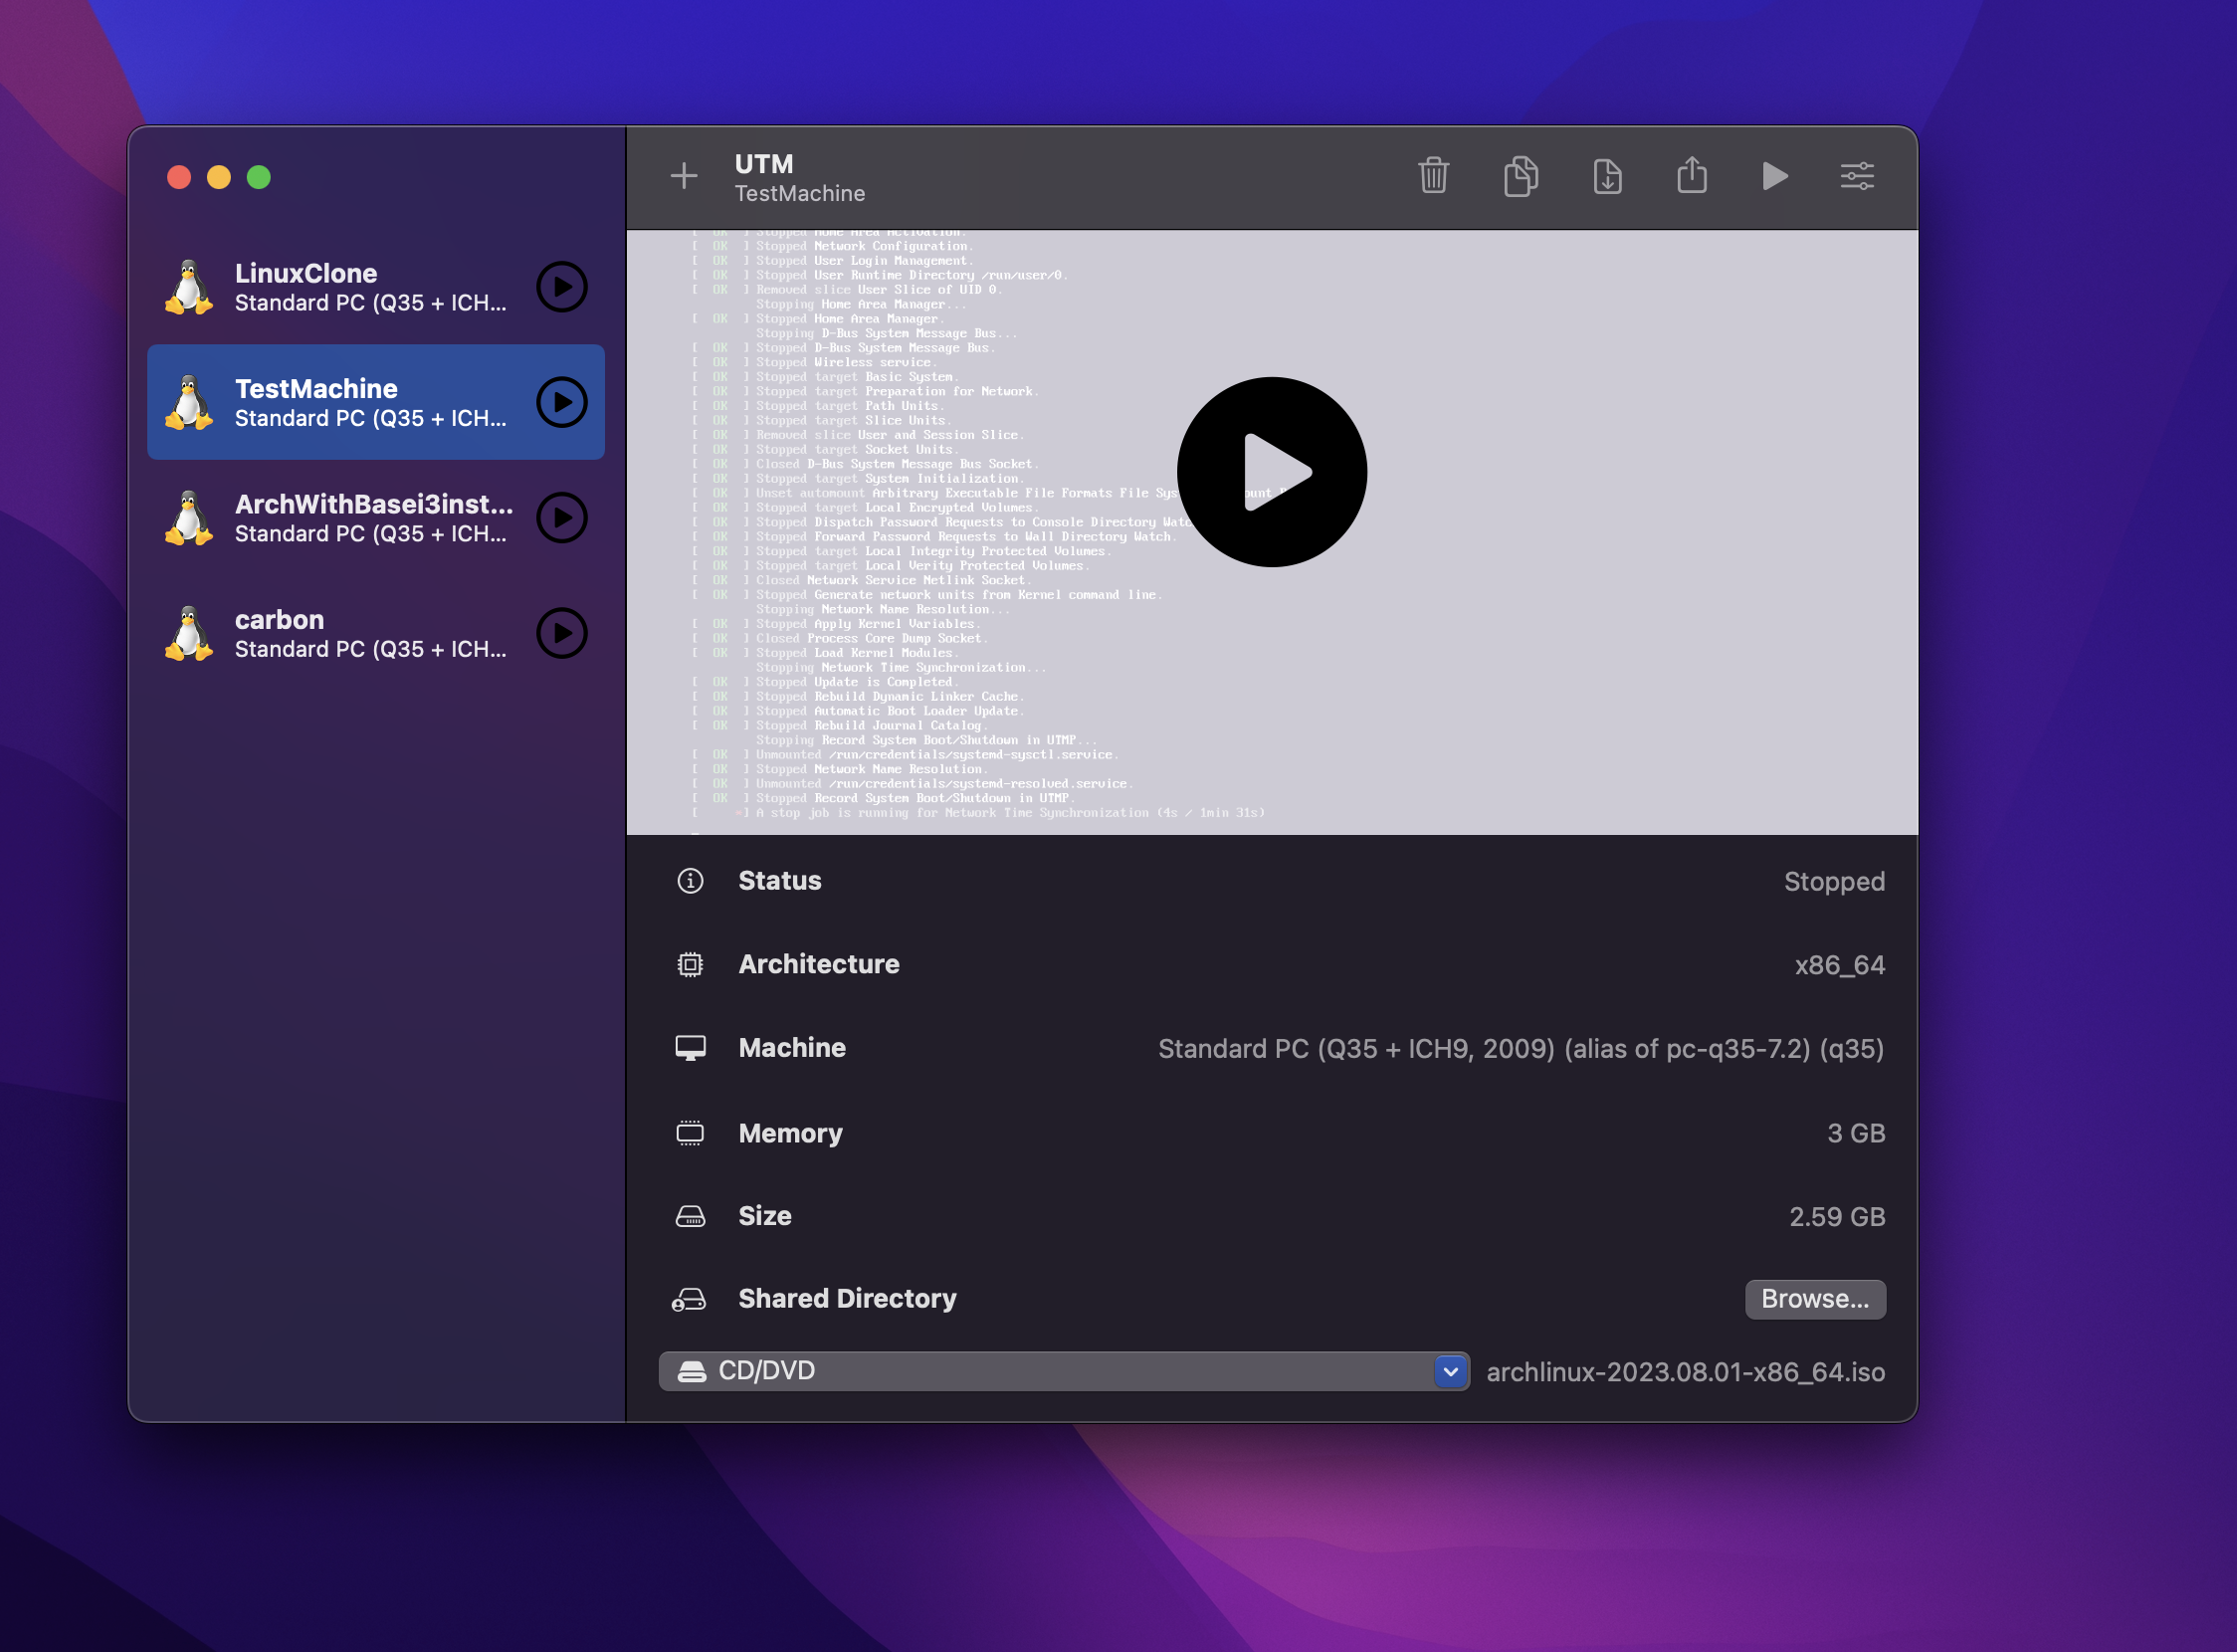 LinuxClone
Standard PC (Q35 + ICH...
TestMachine
Standard PC (Q35 + ICH...
ArchWithBasei3inst...
Standard PC (Q35 + ICH...
carbon
Standard PC (Q35 + ICH...
UTM
TestMachine
[ OK ] Stopped Home Area Activation.
[ OK ] Stopped Network Configuration.
[ OK ] Stopped User Login Management.
[ OK ] Stopped User Runtime Directory /run/user/0.
[ OK ] Removed slice User Slice of UID 0.
Stopping Home Area Manager...
[ OK ] Stopped Home Area Manager.
Stopping D-Bus System Message Bus...
[ OK ] Stopped D-Bus System Message Bus.
[ OK ] Stopped Wireless service.
[ OK ] Stopped target Basic System.
[ OK ] Stopped target Preparation for Network.
[ OK ] Stopped target Path Units.
[ OK ] Stopped target Slice Units.
[ OK ] Removed slice User and Session Slice.
[ OK ] Stopped target Socket Units.
[ OK ] Closed D-Bus System Message Bus Socket.
[ OK ] Stopped target System Initialization.
[ OK ] Unset automount Arbitrary Executable File Formats File Sys
[ OK ] Stopped target Local Encrypted Volumes.
[ OK ] Stopped Dispatch Password Requests to Console Directory Watc
[ OK ] Stopped Forward Password Requests to Wall Directory Watch.
[ OK ] Stopped target Local Integrity Protected Volumes.
[ OK ] Stopped target Local Verity Protected Volumes.
[ OK ] Closed Network Service Netlink Socket.
[ OK ] Stopped Generate network units from Kernel command line.
Stopping Network Name Resolution...
[ OK ] Stopped Apply Kernel Variables.
[ OK ] Closed Process Core Dump Socket.
[ OK ] Stopped Load Kernel Modules.
Stopping Network Time Synchronization...
[ OK ] Stopped Update is Completed.
[ OK ] Stopped Rebuild Dynamic Linker Cache.
[ OK ] Stopped Automatic Boot Loader Update.
[ OK ] Stopped Rebuild Journal Catalog.
Stopping Record System Boot/Shutdown in UTMP...
[ OK ] Unmounted /run/credentials/systemd-sysctl.service.
[ OK ] Stopped Network Name Resolution.
[ OK ] Unmounted /run/credentials/systemd-resolved.service.
[ OK ] Stopped Record System Boot/Shutdown in UTMP.
[ *] A stop job is running for Network Time Synchronization (4s / 1min 31s)
Status Stopped
Architecture x86_64
Machine Standard PC (Q35 + ICH9, 2009) (alias of pc-q35-7.2) (q35)
Memory 3 GB
Size 2.59 GB
Shared Directory Browse...
CD/DVD archlinux-2023.08.01-x86_64.iso